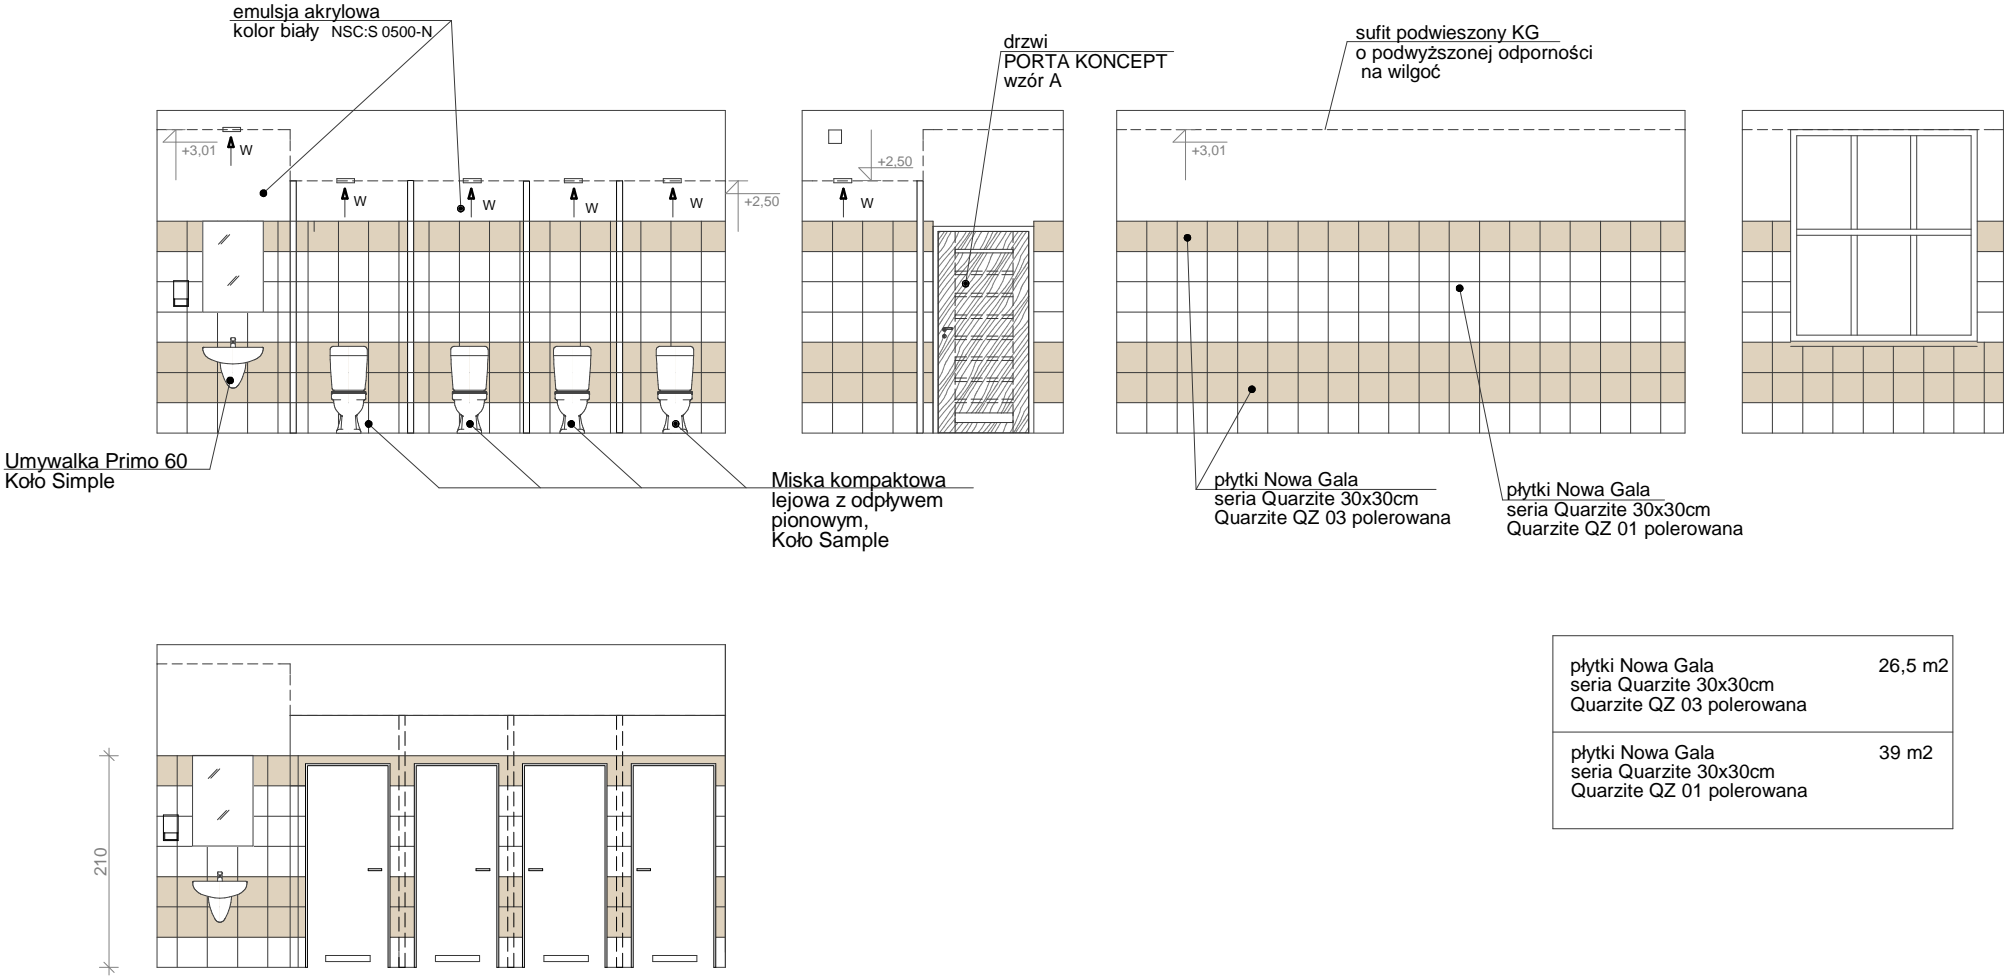 emulsja akrylowa
kolor biały NSC:S 0500-N
drzwi
PORTA KONCEPT
wzór A
sufit podwieszony KG
o podwyższonej odporności
na wilgoć
+3,01
W
W
W
W
W
+2,50
+2,50
W
+3,01
Umywalka Primo 60
Koło Simple
Miska kompaktowa
lejowa z odpływem
pionowym,
Koło Sample
płytki Nowa Gala
seria Quarzite 30x30cm
Quarzite QZ 03 polerowana
płytki Nowa Gala
seria Quarzite 30x30cm
Quarzite QZ 01 polerowana
210
płytki Nowa Gala 26,5 m2
seria Quarzite 30x30cm
Quarzite QZ 03 polerowana
płytki Nowa Gala 39 m2
seria Quarzite 30x30cm
Quarzite QZ 01 polerowana